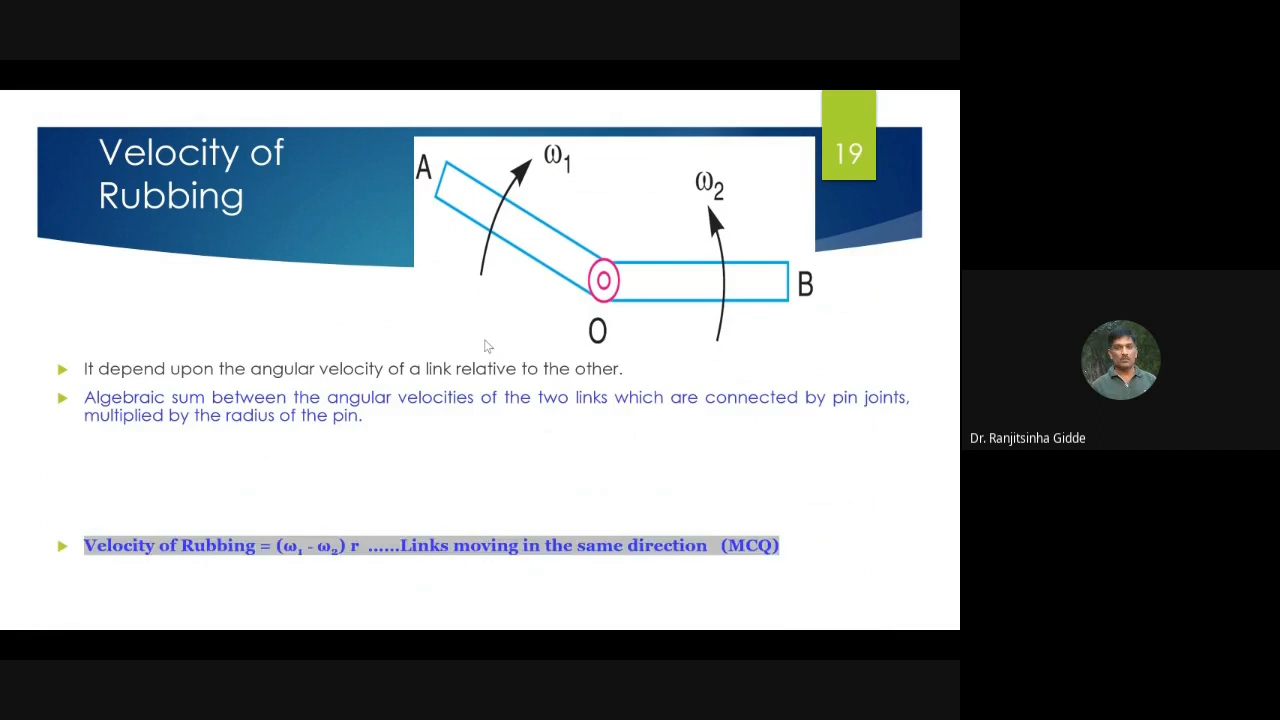 Velocity of
Rubbing
19
A
ω1
ω2
B
O
It depend upon the angular velocity of a link relative to the other.
Algebraic sum between the angular velocities of the two links which are connected by pin joints,
multiplied by the radius of the pin.
Velocity of Rubbing = (ω₁ - ω₂) r ......Links moving in the same direction (MCQ)
Dr. Ranjitsinha Gidde